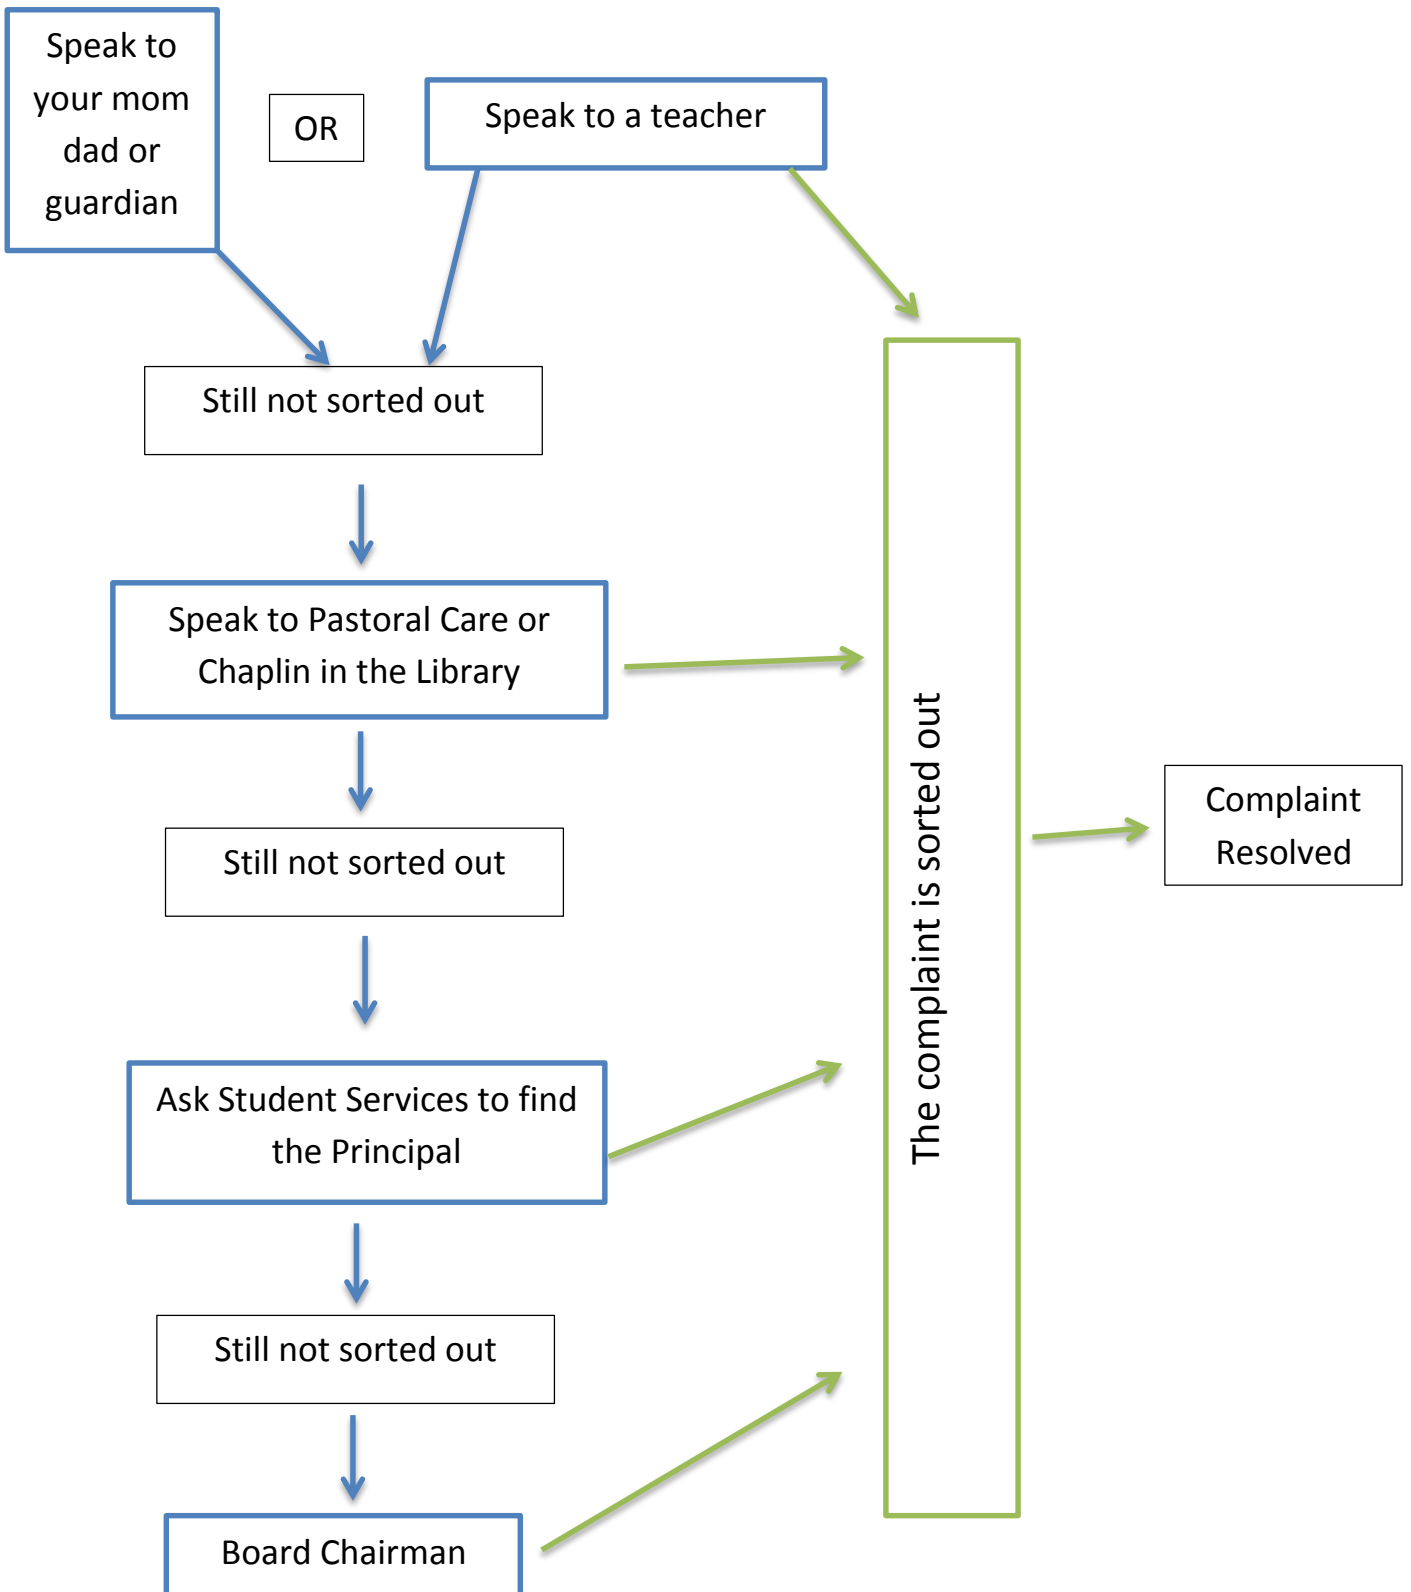 Speak to
your mom
dad or
guardian
OR
Speak to a teacher
Still not sorted out
Speak to Pastoral Care or
Chaplin in the Library
Still not sorted out
Ask Student Services to find
the Principal
Still not sorted out
Board Chairman
The complaint is sorted out
Complaint
Resolved